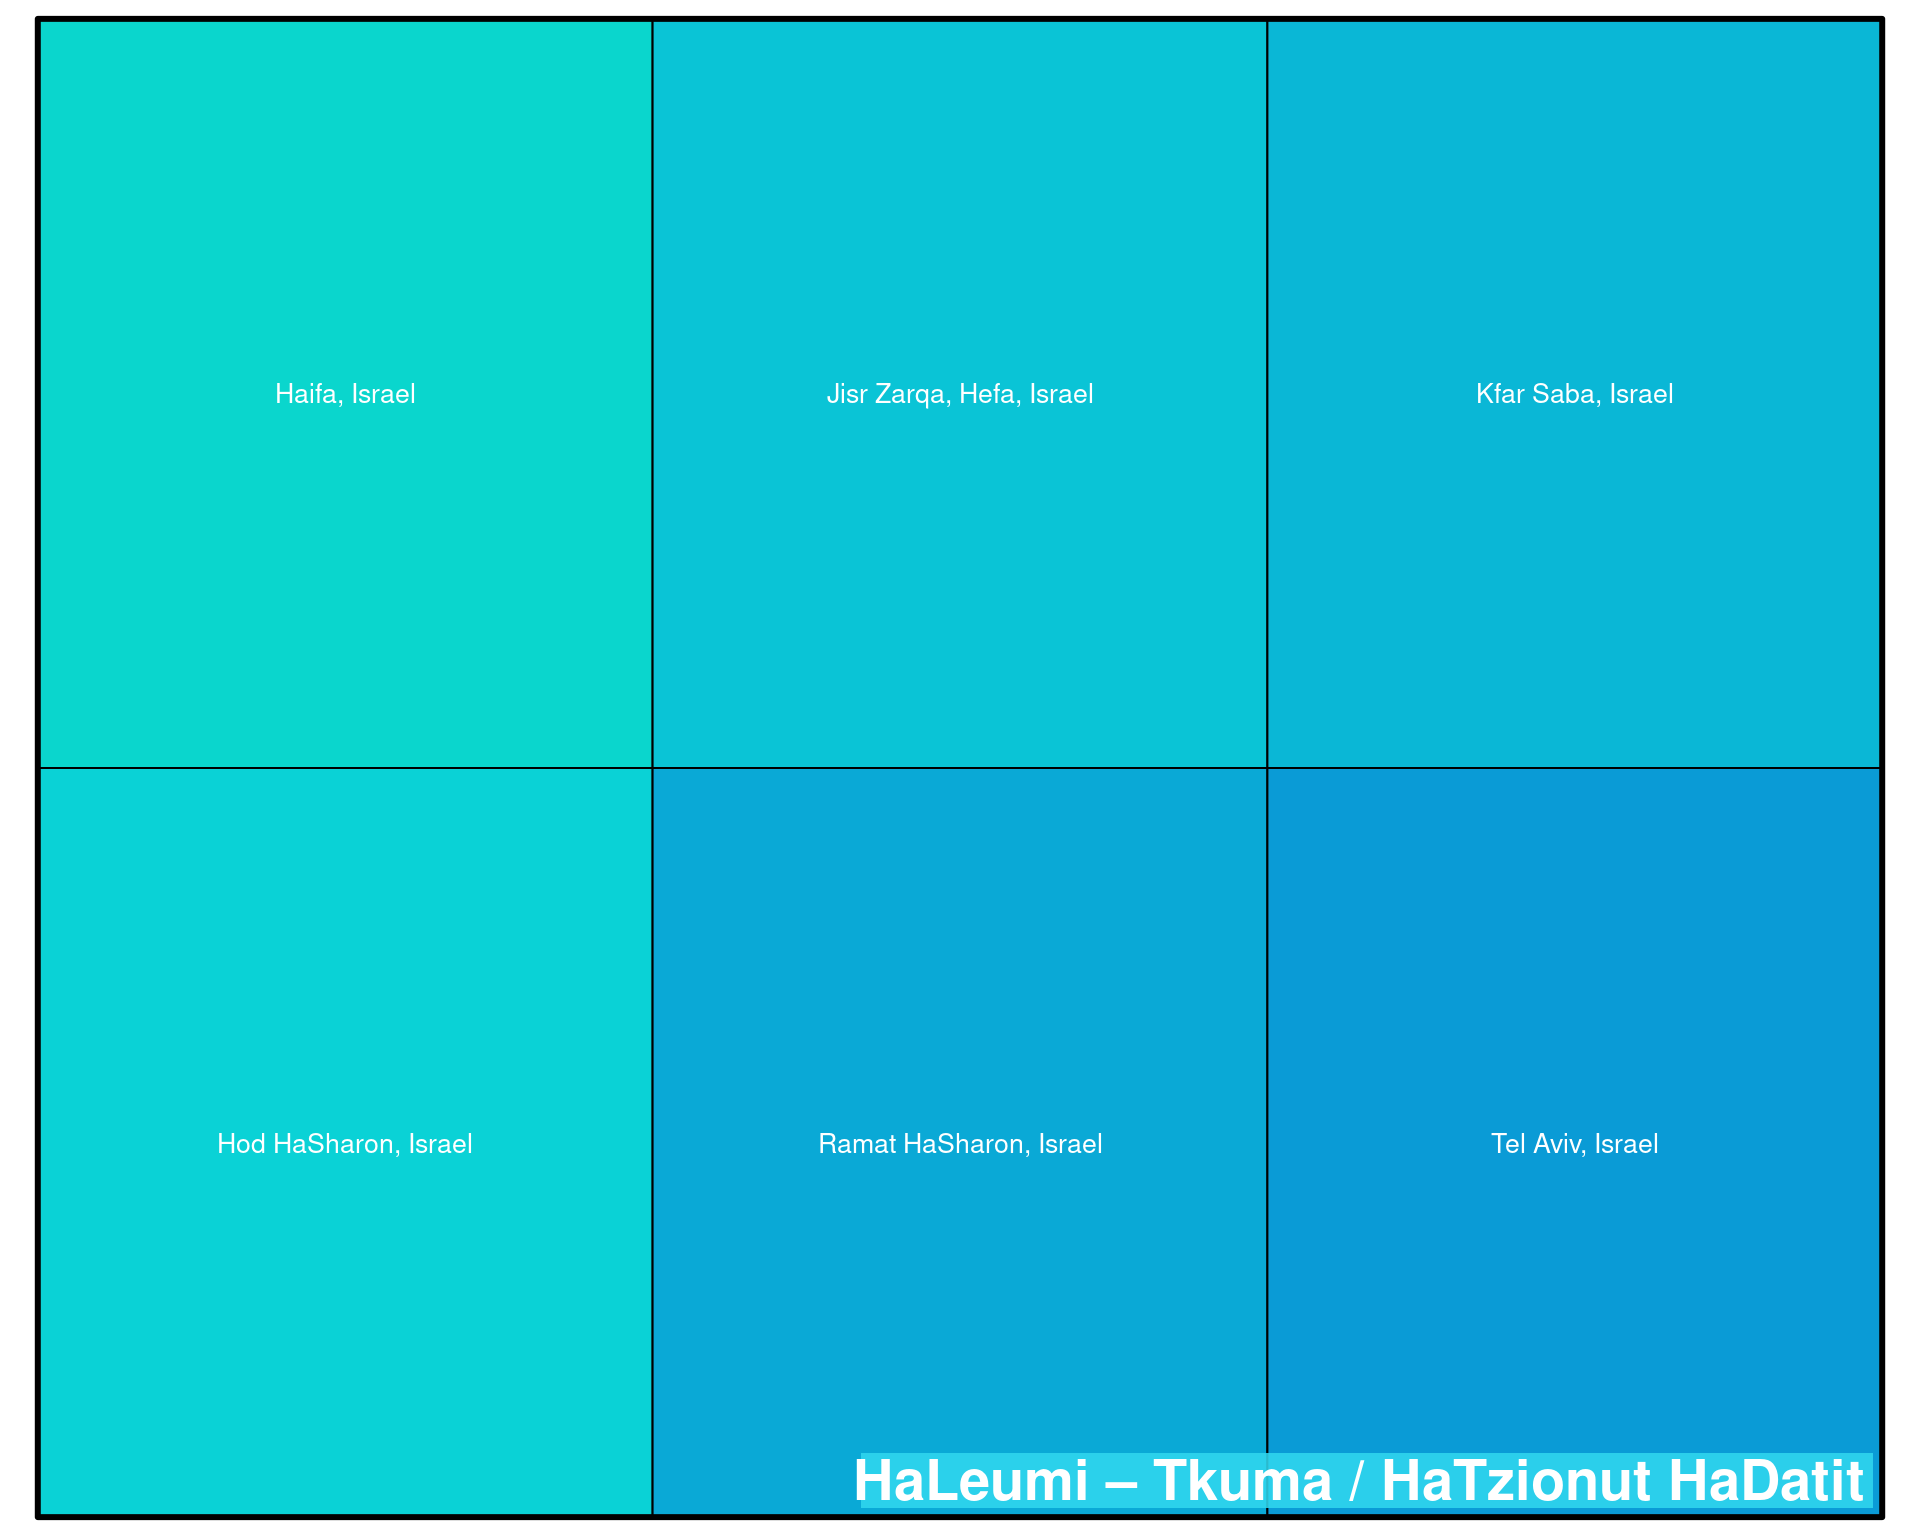 Haifa, Israel
Jisr Zarqa, Hefa, Israel
Kfar Saba, Israel
Hod HaSharon, Israel
Ramat HaSharon, Israel
Tel Aviv, Israel
HaLeumi – Tkuma / HaTzionut HaDatit